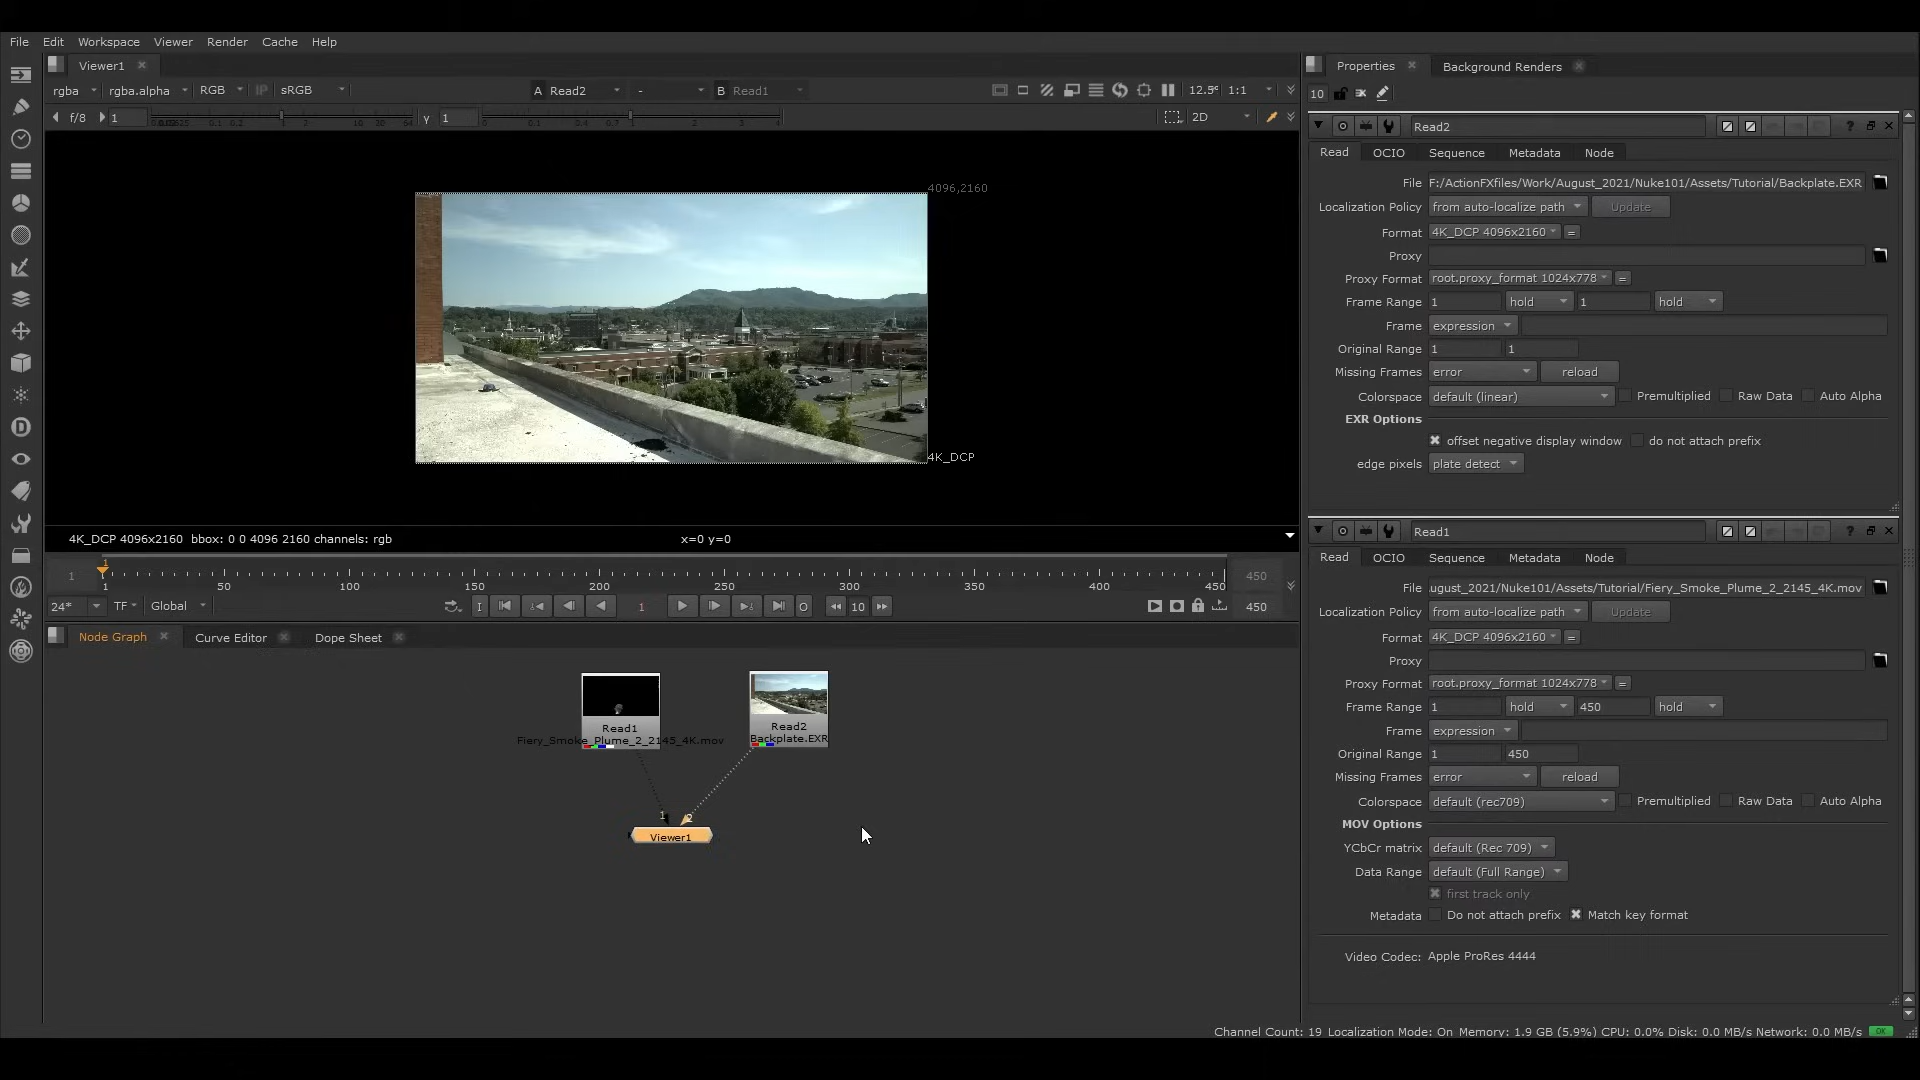 File Edit Workspace Viewer Render Cache Help
Viewer1
rgba rgba.alpha RGB IP sRGB A Read2 - B Read1 12.5% 1:1
f/8 1 γ 1 2D
4096,2160
4K_DCP
4K_DCP 4096x2160 bbox: 0 0 4096 2160 channels: rgb x=0 y=0
1
1 450
1 50 100 150 200 250 300 350 400 450
24* TF Global I 1 O 10 450
Node Graph Curve Editor Dope Sheet
Read1
Fiery_Smoke_Plume_2_2145_4K.mov
Read2
Backplate.EXR
1 2
Viewer1
Properties Background Renders
10
Read2
Read OCIO Sequence Metadata Node
File F:/ActionFXfiles/Work/August_2021/Nuke101/Assets/Tutorial/Backplate.EXR
Localization Policy from auto-localize path Update
Format 4K_DCP 4096x2160 =
Proxy
Proxy Format root.proxy_format 1024x778 =
Frame Range 1 hold 1 hold
Frame expression
Original Range 1 1
Missing Frames error reload
Colorspace default (linear) Premultiplied Raw Data Auto Alpha
EXR Options
offset negative display window do not attach prefix
edge pixels plate detect
Read1
Read OCIO Sequence Metadata Node
File ugust_2021/Nuke101/Assets/Tutorial/Fiery_Smoke_Plume_2_2145_4K.mov
Localization Policy from auto-localize path Update
Format 4K_DCP 4096x2160 =
Proxy
Proxy Format root.proxy_format 1024x778 =
Frame Range 1 hold 450 hold
Frame expression
Original Range 1 450
Missing Frames error reload
Colorspace default (rec709) Premultiplied Raw Data Auto Alpha
MOV Options
YCbCr matrix default (Rec 709)
Data Range default (Full Range)
first track only
Metadata Do not attach prefix Match key format
Video Codec: Apple ProRes 4444
Channel Count: 19 Localization Mode: On Memory: 1.9 GB (5.9%) CPU: 0.0% Disk: 0.0 MB/s Network: 0.0 MB/s OK